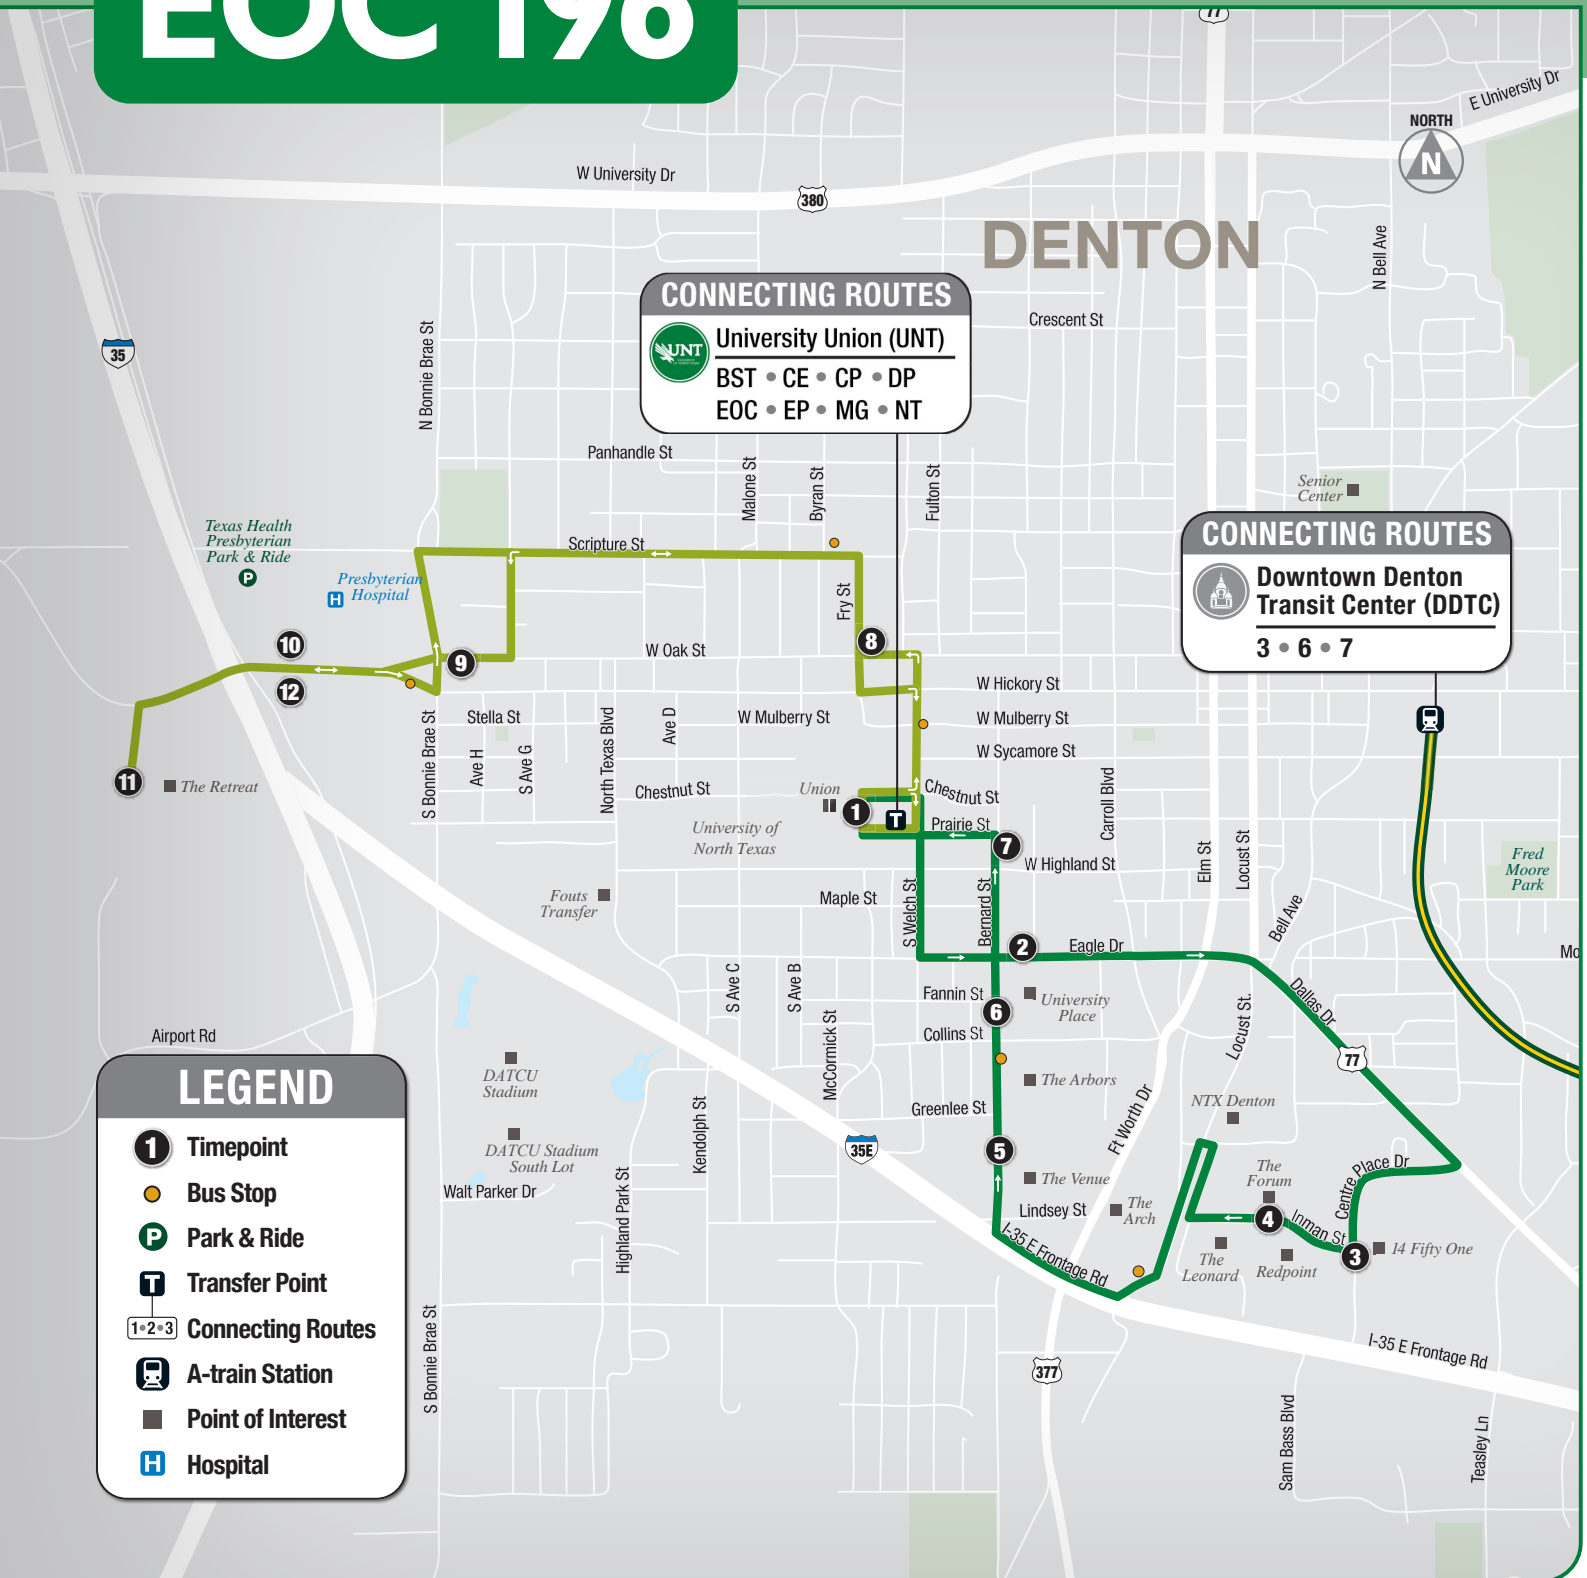 EOC 196
77
E University Dr
NORTH
N
W University Dr
380
DENTON
N Bell Ave
CONNECTING ROUTES
UNT
University Union (UNT)
BST • CE • CP • DP
EOC • EP • MG • NT
Crescent St
35
N Bonnie Brae St
Panhandle St
Malone St
Byran St
Fulton St
Senior
Center
CONNECTING ROUTES
Downtown Denton
Transit Center (DDTC)
3 • 6 • 7
Texas Health
Presbyterian
Park & Ride
P
Presbyterian
Hospital
H
Scripture St
Fry St
8
10
12
9
W Oak St
W Hickory St
Stella St
W Mulberry St
W Mulberry St
W Sycamore St
S Bonnie Brae St
Ave H
S Ave G
North Texas Blvd
Ave D
11
The Retreat
Chestnut St
Union
1
T
Chestnut St
Prairie St
7
Carroll Blvd
University of
North Texas
W Highland St
Elm St
Locust St
Fred
Moore
Park
Fouts
Transfer
Maple St
S Welch St
Bernard St
2
Eagle Dr
Bell Ave
Mo
S Ave C
S Ave B
Fannin St
University
Place
6
Dallas Dr
Collins St
McCormick St
Locust St.
77
Airport Rd
DATCU
Stadium
The Arbors
Greenlee St
Ft Worth Dr
NTX Denton
Kendolph St
DATCU Stadium
South Lot
35E
5
Walt Parker Dr
Highland Park St
The Venue
The
Forum
Centre Place Dr
Lindsey St
The
Arch
4
Inman St
3
14 Fifty One
The
Leonard
Redpoint
I-35 E Frontage Rd
I-35 E Frontage Rd
S Bonnie Brae St
377
Sam Bass Blvd
Teasley Ln
LEGEND
1 Timepoint
Bus Stop
P Park & Ride
T Transfer Point
1•2•3 Connecting Routes
A-train Station
Point of Interest
H Hospital